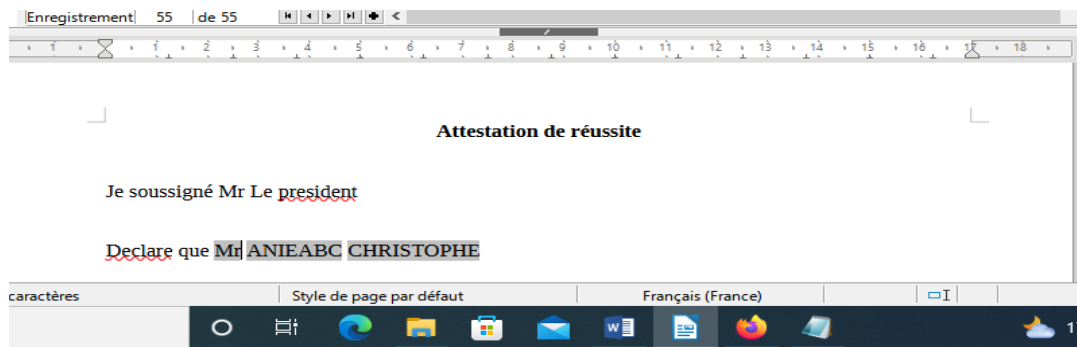 Enregistrement 55 de 55
1 1 2 3 4 5 6 7 8 9 10 11 12 13 14 15 16 17 18
Attestation de réussite
Je soussigné Mr Le president
Declare que Mr ANIEABC CHRISTOPHE
caractères Style de page par défaut Français (France)